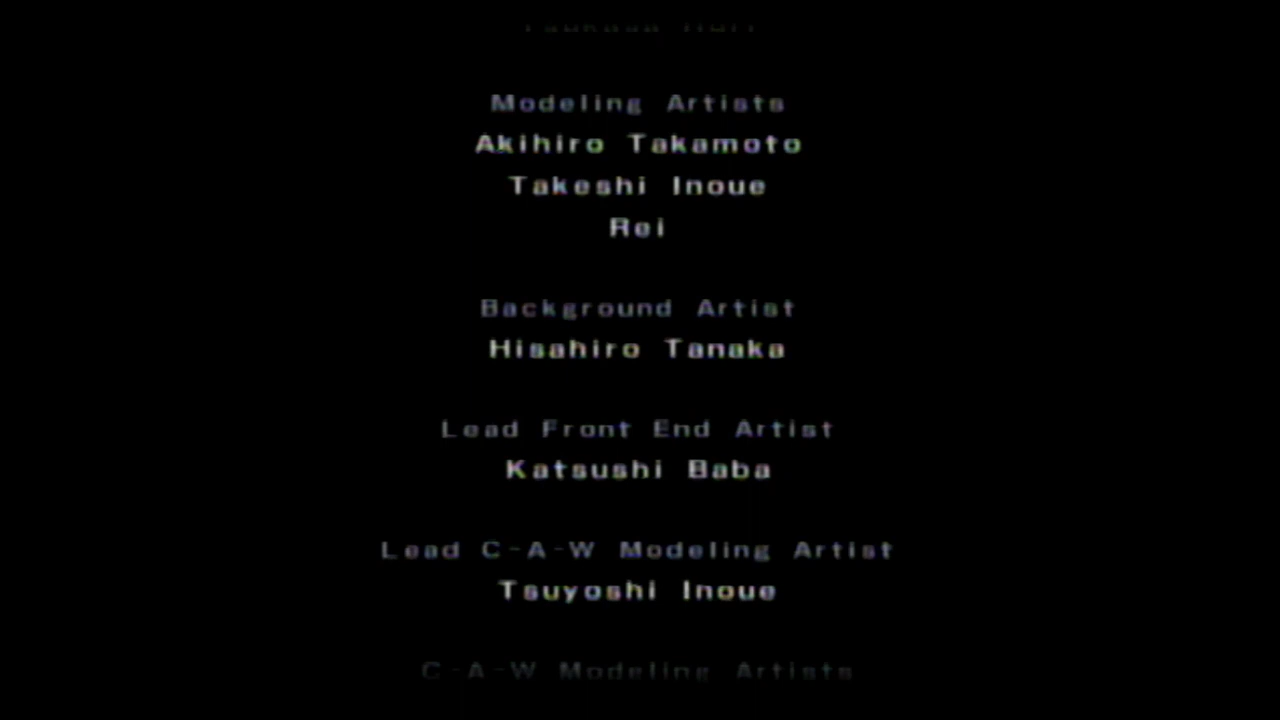 Modeling Artists
Akihiro Takamoto
Takeshi Inoue
Rei
Background Artist
Hisahiro Tanaka
Lead Front End Artist
Katsushi Baba
Lead C-A-W Modeling Artist
Tsuyoshi Inoue
C-A-W Modeling Artists